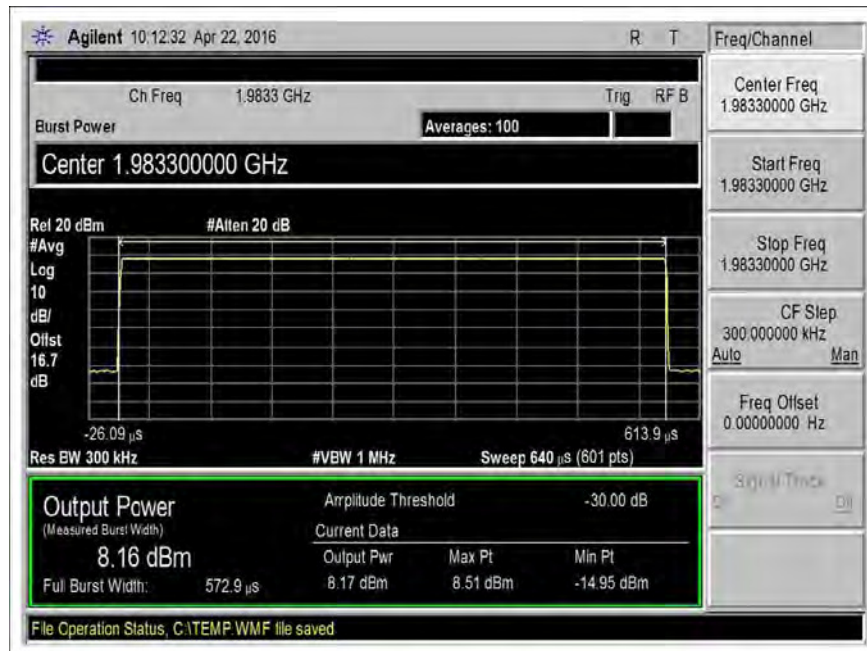 Agilent 10:12:32 Apr 22, 2016 R T
Freq/Channel
Ch Freq 1.9833 GHz Trig RF B
Burst Power Averages: 100
Center 1.983300000 GHz
Ref 20 dBm #Atten 20 dB
#Avg
Log
10
dB/
Offst
16.7
dB
-26.09 µs 613.9 µs
Res BW 300 kHz #VBW 1 MHz Sweep 640 µs (601 pts)
Output Power
(Measured Burst Width)
8.16 dBm
Full Burst Width: 572.9 µs
Amplitude Threshold -30.00 dB
Current Data
Output Pwr Max Pt Min Pt
8.17 dBm 8.51 dBm -14.95 dBm
File Operation Status, C:\TEMP.WMF file saved
Center Freq
1.98330000 GHz
Start Freq
1.98330000 GHz
Stop Freq
1.98330000 GHz
CF Step
300.000000 kHz
Auto Man
Freq Offset
0.00000000 Hz
Signal Track
Off